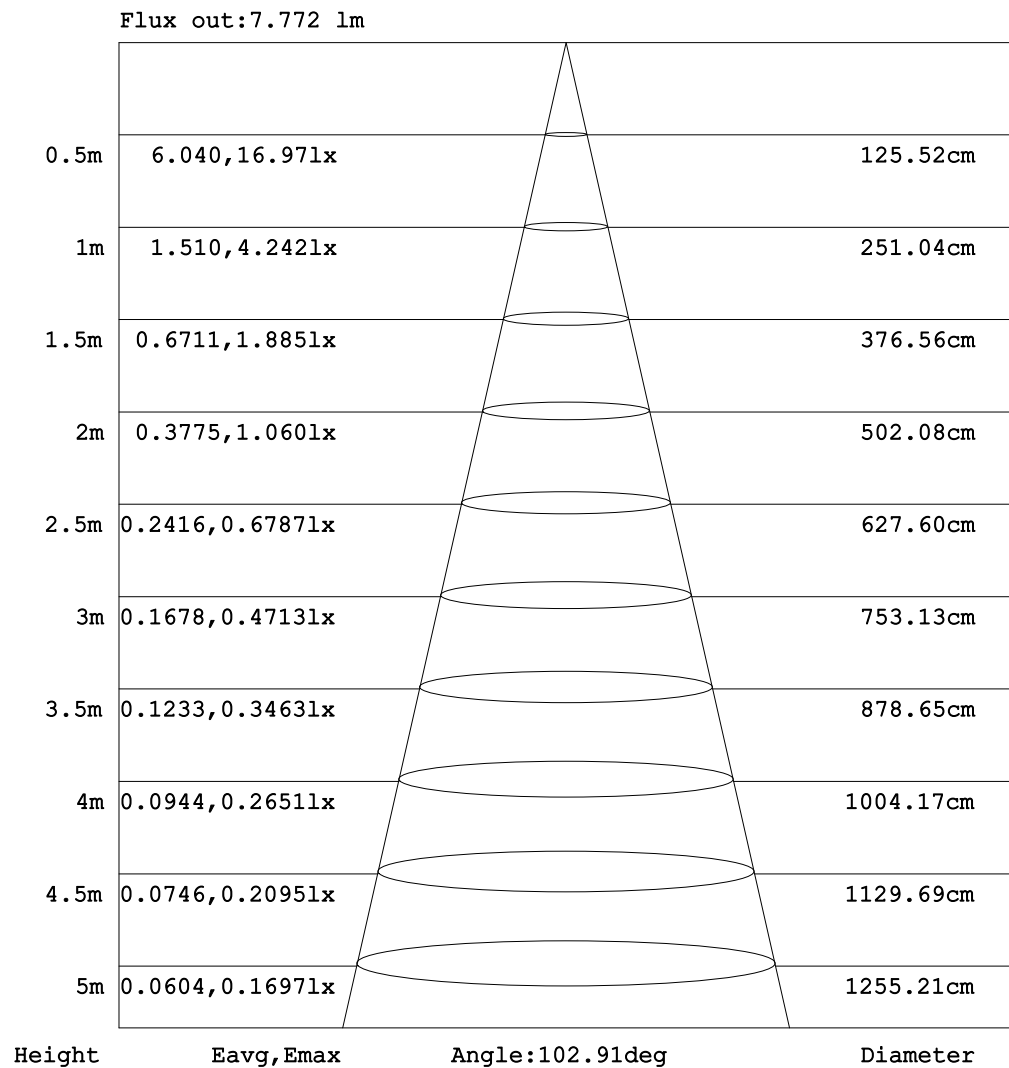 Flux out:7.772 lm
0.5m 6.040,16.97lx 125.52cm
1m 1.510,4.242lx 251.04cm
1.5m 0.6711,1.885lx 376.56cm
2m 0.3775,1.060lx 502.08cm
2.5m 0.2416,0.6787lx 627.60cm
3m 0.1678,0.4713lx 753.13cm
3.5m 0.1233,0.3463lx 878.65cm
4m 0.0944,0.2651lx 1004.17cm
4.5m 0.0746,0.2095lx 1129.69cm
5m 0.0604,0.1697lx 1255.21cm
Height Eavg,Emax Angle:102.91deg Diameter